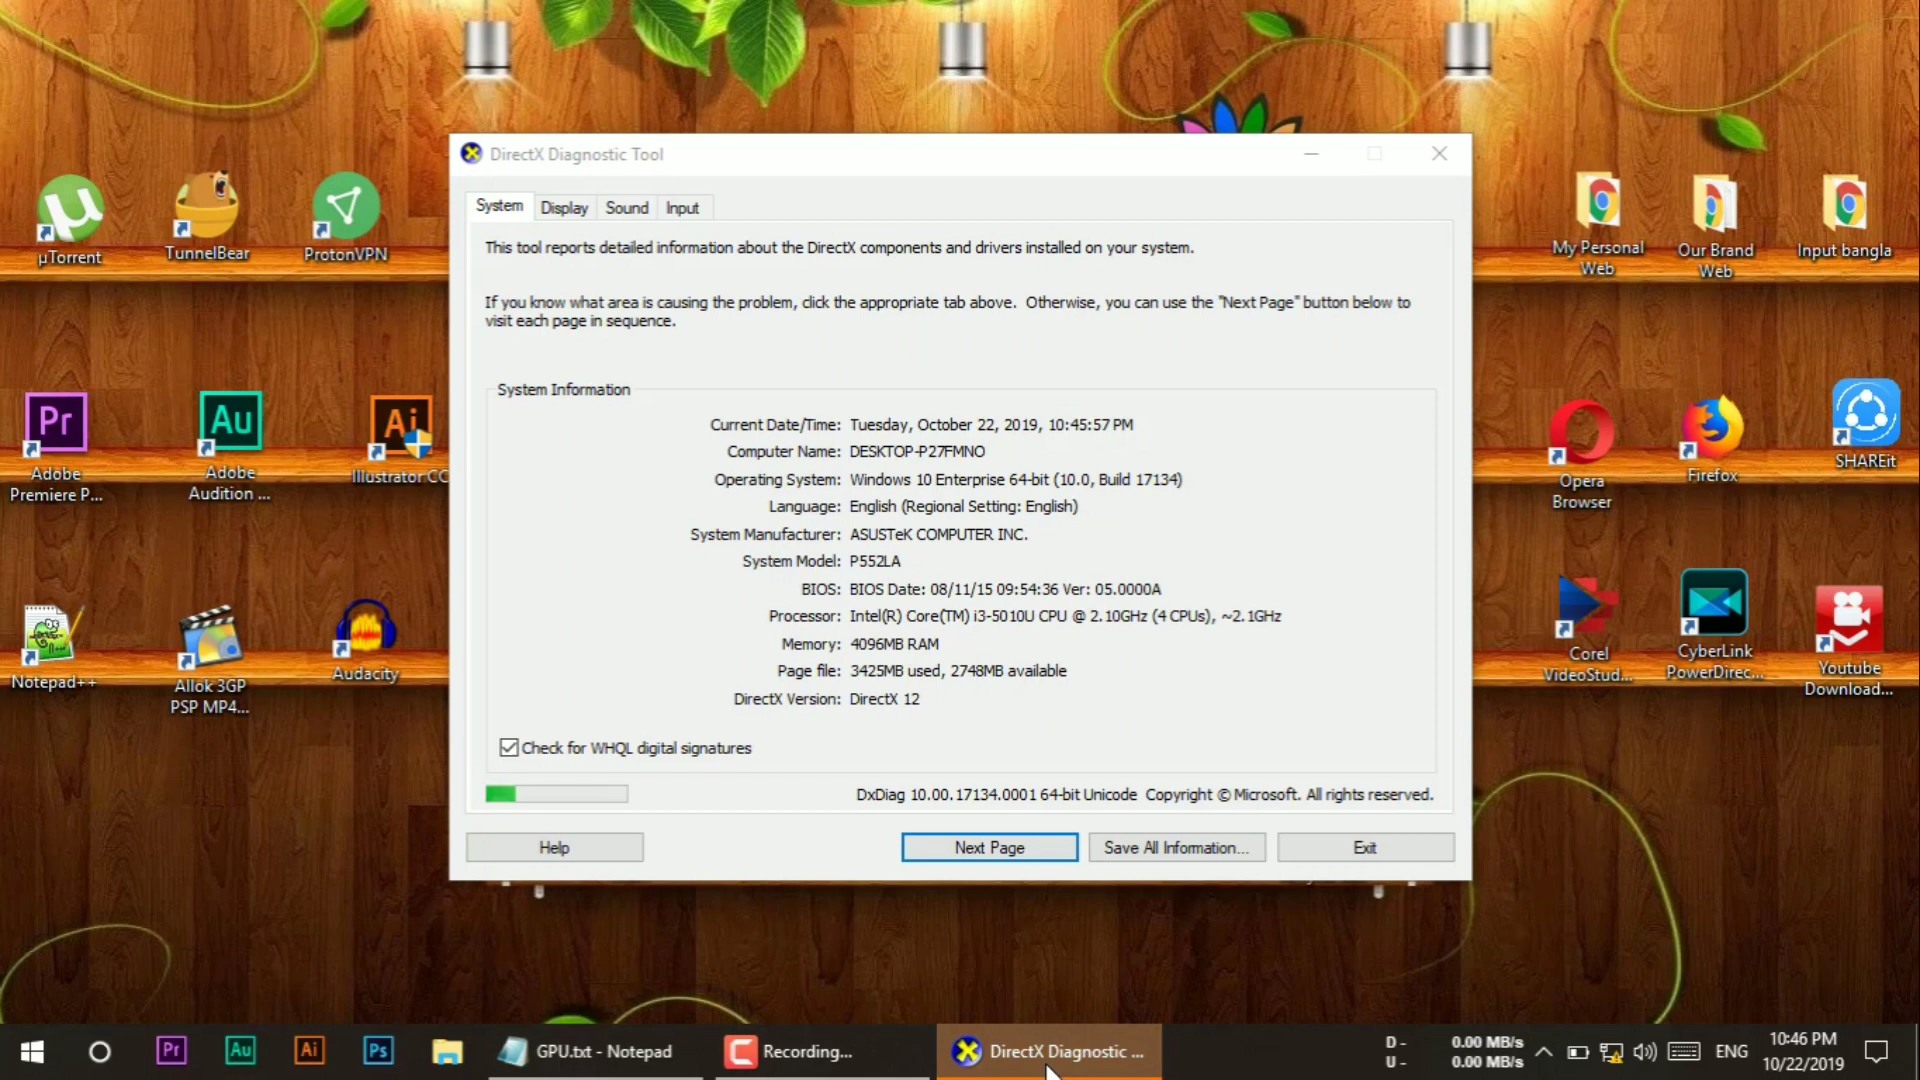 DirectX Diagnostic Tool
System Display Sound Input
This tool reports detailed information about the DirectX components and drivers installed on your system.
If you know what area is causing the problem, click the appropriate tab above.  Otherwise, you can use the "Next Page" button below to
visit each page in sequence.
System Information
Current Date/Time: Tuesday, October 22, 2019, 10:45:57 PM
Computer Name: DESKTOP-P27FMNO
Operating System: Windows 10 Enterprise 64-bit (10.0, Build 17134)
Language: English (Regional Setting: English)
System Manufacturer: ASUSTeK COMPUTER INC.
System Model: P552LA
BIOS: BIOS Date: 08/11/15 09:54:36 Ver: 05.0000A
Processor: Intel(R) Core(TM) i3-5010U CPU @ 2.10GHz (4 CPUs), ~2.1GHz
Memory: 4096MB RAM
Page file: 3425MB used, 2748MB available
DirectX Version: DirectX 12
Check for WHQL digital signatures
DxDiag 10.00.17134.0001 64-bit Unicode  Copyright © Microsoft. All rights reserved.
Help Next Page Save All Information... Exit
µTorrent
TunnelBear
ProtonVPN
Pr
Adobe
Premiere P...
Au
Adobe
Audition ...
Ai
Illustrator CC
Notepad++
Allok 3GP
PSP MP4...
Audacity
My Personal
Web
Our Brand
Web
Input bangla
Opera
Browser
Firefox
SHAREit
Corel
VideoStud...
CyberLink
PowerDirec...
Youtube
Download...
Pr Au Ai Ps
GPU.txt - Notepad
Recording...
DirectX Diagnostic ...
D - 0.00 MB/s
U - 0.00 MB/s
ENG
10:46 PM
10/22/2019